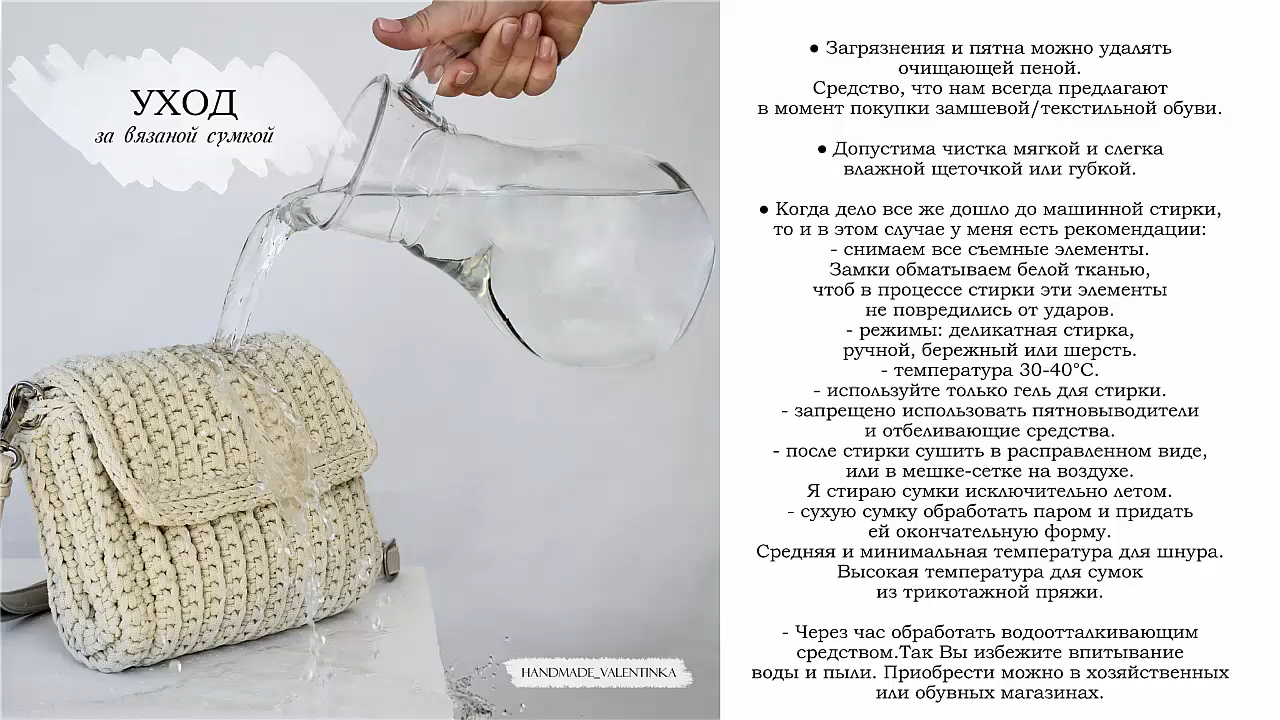 УХОД
за вязаной сумкой
HANDMADE_VALENTINKA
● Загрязнения и пятна можно удалять
очищающей пеной.
Средство, что нам всегда предлагают
в момент покупки замшевой/текстильной обуви.
● Допустима чистка мягкой и слегка
влажной щеточкой или губкой.
● Когда дело все же дошло до машинной стирки,
то и в этом случае у меня есть рекомендации:
- снимаем все съемные элементы.
Замки обматываем белой тканью,
чтоб в процессе стирки эти элементы
не повредились от ударов.
- режимы: деликатная стирка,
ручной, бережный или шерсть.
- температура 30-40°С.
- используйте только гель для стирки.
- запрещено использовать пятновыводители
и отбеливающие средства.
- после стирки сушить в расправленном виде,
или в мешке-сетке на воздухе.
Я стираю сумки исключительно летом.
- сухую сумку обработать паром и придать
ей окончательную форму.
Средняя и минимальная температура для шнура.
Высокая температура для сумок
из трикотажной пряжи.
- Через час обработать водоотталкивающим
средством.Так Вы избежите впитывание
воды и пыли. Приобрести можно в хозяйственных
или обувных магазинах.